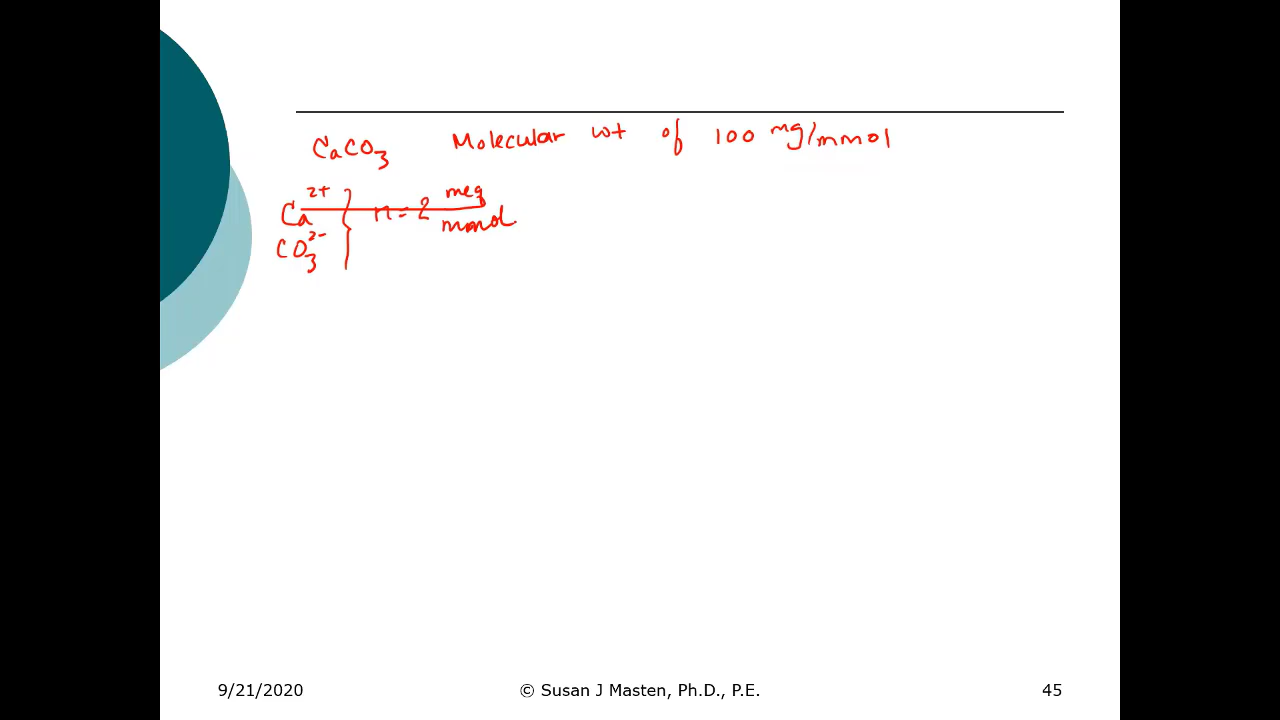 CaCO3 Molecular wt of 100 mg/mmol
Ca2+ n = 2 meq/mmol
CO32-
9/21/2020 © Susan J Masten, Ph.D., P.E. 45